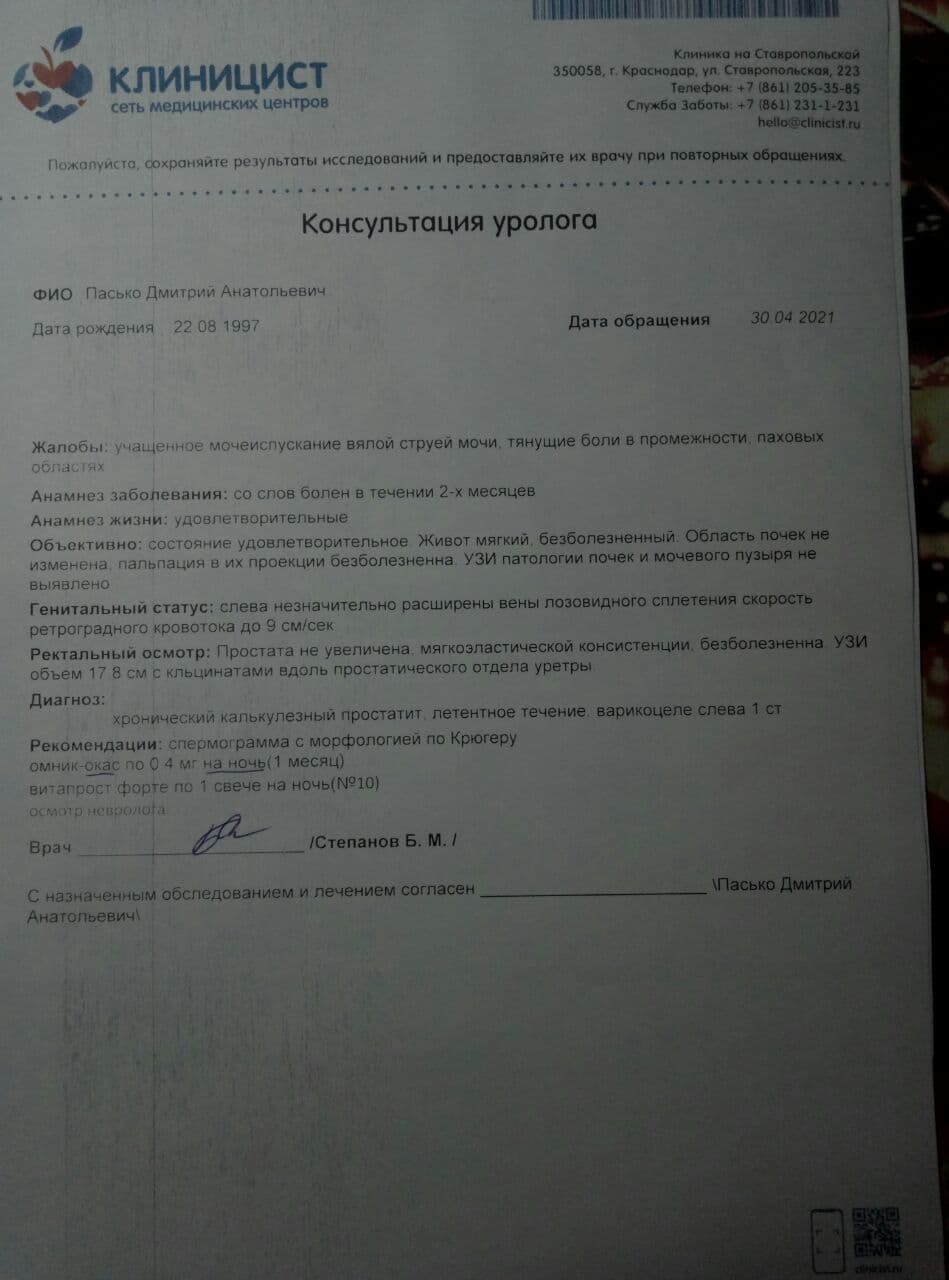 КЛИНИЦИСТ
сеть медицинских центров
Клиника на Ставропольской
350058, г. Краснодар, ул. Ставропольская, 223
Телефон: +7 (861) 205-35-85
Служба Заботы: +7 (861) 231-1-231
hello@clinicist.ru
Пожалуйста, сохраняйте результаты исследований и предоставляйте их врачу при повторных обращениях.
Консультация уролога
ФИО Пасько Дмитрий Анатольевич
Дата рождения 22 08 1997 Дата обращения 30 04 2021
Жалобы: учащенное мочеиспускание вялой струей мочи, тянущие боли в промежности, паховых
областях
Анамнез заболевания: со слов болен в течении 2-х месяцев
Анамнез жизни: удовлетворительные
Объективно: состояние удовлетворительное. Живот мягкий, безболезненный. Область почек не
изменена, пальпация в их проекции безболезненна. УЗИ патологии почек и мочевого пузыря не
выявлено
Генитальный статус: слева незначительно расширены вены лозовидного сплетения скорость
ретроградного кровотока до 9 см/сек
Ректальный осмотр: Простата не увеличена, мягкоэластической консистенции, безболезненна. УЗИ
объем 17 8 см с кльцинатами вдоль простатического отдела уретры
Диагноз:
хронический калькулезный простатит, летентное течение. варикоцеле слева 1 ст
Рекомендации: спермограмма с морфологией по Крюгеру
омник-окас по 0 4 мг на ночь(1 месяц)
витапрост форте по 1 свече на ночь(№10)
осмотр невролога
Врач /Степанов Б. М. /
С назначенным обследованием и лечением согласен \Пасько Дмитрий
Анатольевич\
clinicist.ru